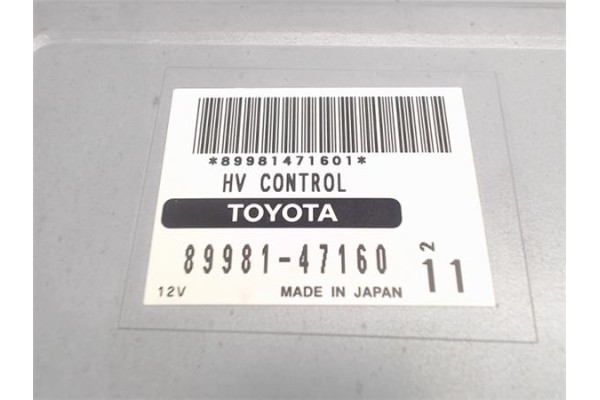 *89981471601*
HV CONTROL
TOYOTA
89981-47160 2 11
12V MADE IN JAPAN